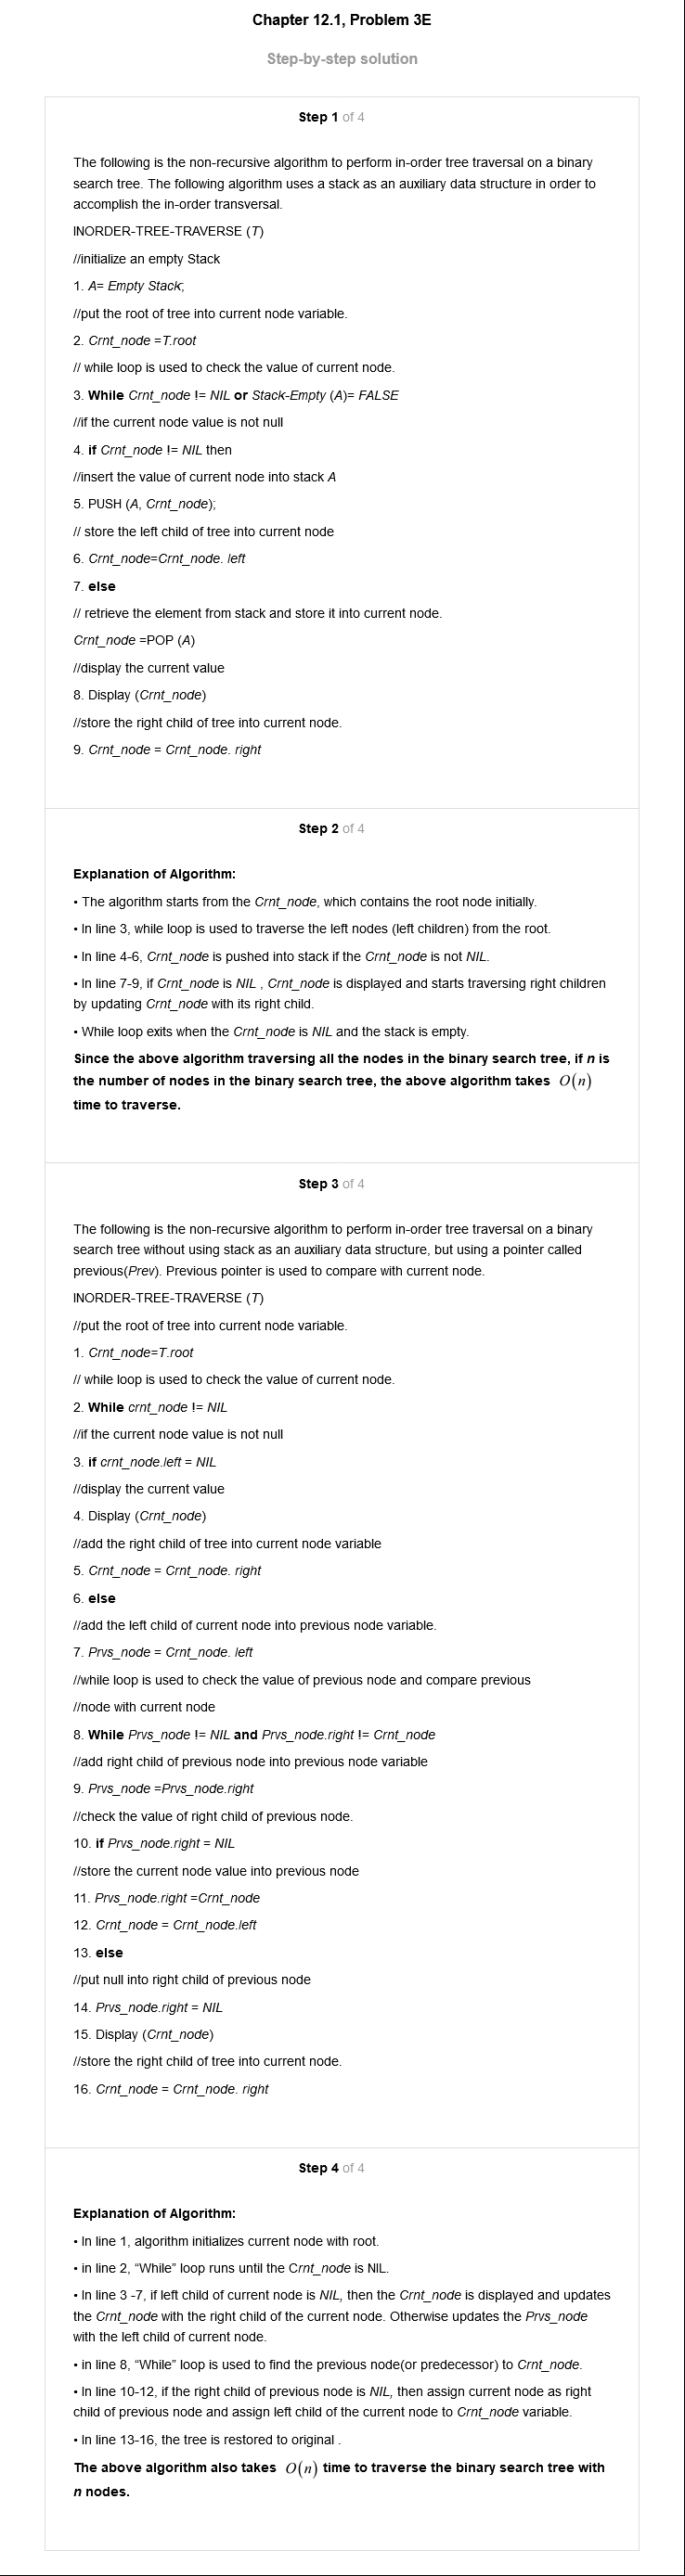 Chapter 12.1, Problem 3E
Step-by-step solution
Step 1 of 4
The following is the non-recursive algorithm to perform in-order tree traversal on a binary
search tree. The following algorithm uses a stack as an auxiliary data structure in order to
accomplish the in-order transversal.
INORDER-TREE-TRAVERSE (T)
//initialize an empty Stack
1. A= Empty Stack;
//put the root of tree into current node variable.
2. Crnt_node =T.root
// while loop is used to check the value of current node.
3. While Crnt_node != NIL or Stack-Empty (A)= FALSE
//if the current node value is not null
4. if Crnt_node != NIL then
//insert the value of current node into stack A
5. PUSH (A, Crnt_node);
// store the left child of tree into current node
6. Crnt_node=Crnt_node. left
7. else
// retrieve the element from stack and store it into current node.
Crnt_node =POP (A)
//display the current value
8. Display (Crnt_node)
//store the right child of tree into current node.
9. Crnt_node = Crnt_node. right
Step 2 of 4
Explanation of Algorithm:
• The algorithm starts from the Crnt_node, which contains the root node initially.
• In line 3, while loop is used to traverse the left nodes (left children) from the root.
• In line 4-6, Crnt_node is pushed into stack if the Crnt_node is not NIL.
• In line 7-9, if Crnt_node is NIL , Crnt_node is displayed and starts traversing right children
by updating Crnt_node with its right child.
• While loop exits when the Crnt_node is NIL and the stack is empty.
Since the above algorithm traversing all the nodes in the binary search tree, if n is
the number of nodes in the binary search tree, the above algorithm takes O(n)
time to traverse.
Step 3 of 4
The following is the non-recursive algorithm to perform in-order tree traversal on a binary
search tree without using stack as an auxiliary data structure, but using a pointer called
previous(Prev). Previous pointer is used to compare with current node.
INORDER-TREE-TRAVERSE (T)
//put the root of tree into current node variable.
1. Crnt_node=T.root
// while loop is used to check the value of current node.
2. While crnt_node != NIL
//if the current node value is not null
3. if crnt_node.left = NIL
//display the current value
4. Display (Crnt_node)
//add the right child of tree into current node variable
5. Crnt_node = Crnt_node. right
6. else
//add the left child of current node into previous node variable.
7. Prvs_node = Crnt_node. left
//while loop is used to check the value of previous node and compare previous
//node with current node
8. While Prvs_node != NIL and Prvs_node.right != Crnt_node
//add right child of previous node into previous node variable
9. Prvs_node =Prvs_node.right
//check the value of right child of previous node.
10. if Prvs_node.right = NIL
//store the current node value into previous node
11. Prvs_node.right =Crnt_node
12. Crnt_node = Crnt_node.left
13. else
//put null into right child of previous node
14. Prvs_node.right = NIL
15. Display (Crnt_node)
//store the right child of tree into current node.
16. Crnt_node = Crnt_node. right
Step 4 of 4
Explanation of Algorithm:
• In line 1, algorithm initializes current node with root.
• in line 2, “While” loop runs until the Crnt_node is NIL.
• In line 3 -7, if left child of current node is NIL, then the Crnt_node is displayed and updates
the Crnt_node with the right child of the current node. Otherwise updates the Prvs_node
with the left child of current node.
• in line 8, “While” loop is used to find the previous node(or predecessor) to Crnt_node.
• In line 10-12, if the right child of previous node is NIL, then assign current node as right
child of previous node and assign left child of the current node to Crnt_node variable.
• In line 13-16, the tree is restored to original .
The above algorithm also takes O(n) time to traverse the binary search tree with
n nodes.